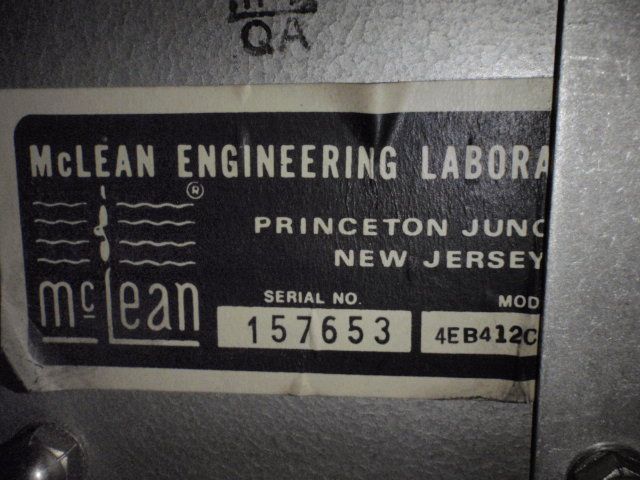 QA
McLEAN ENGINEERING LABORA
®
PRINCETON JUNC
NEW JERSEY
mcLean
SERIAL NO.
MOD
157653
4EB412C